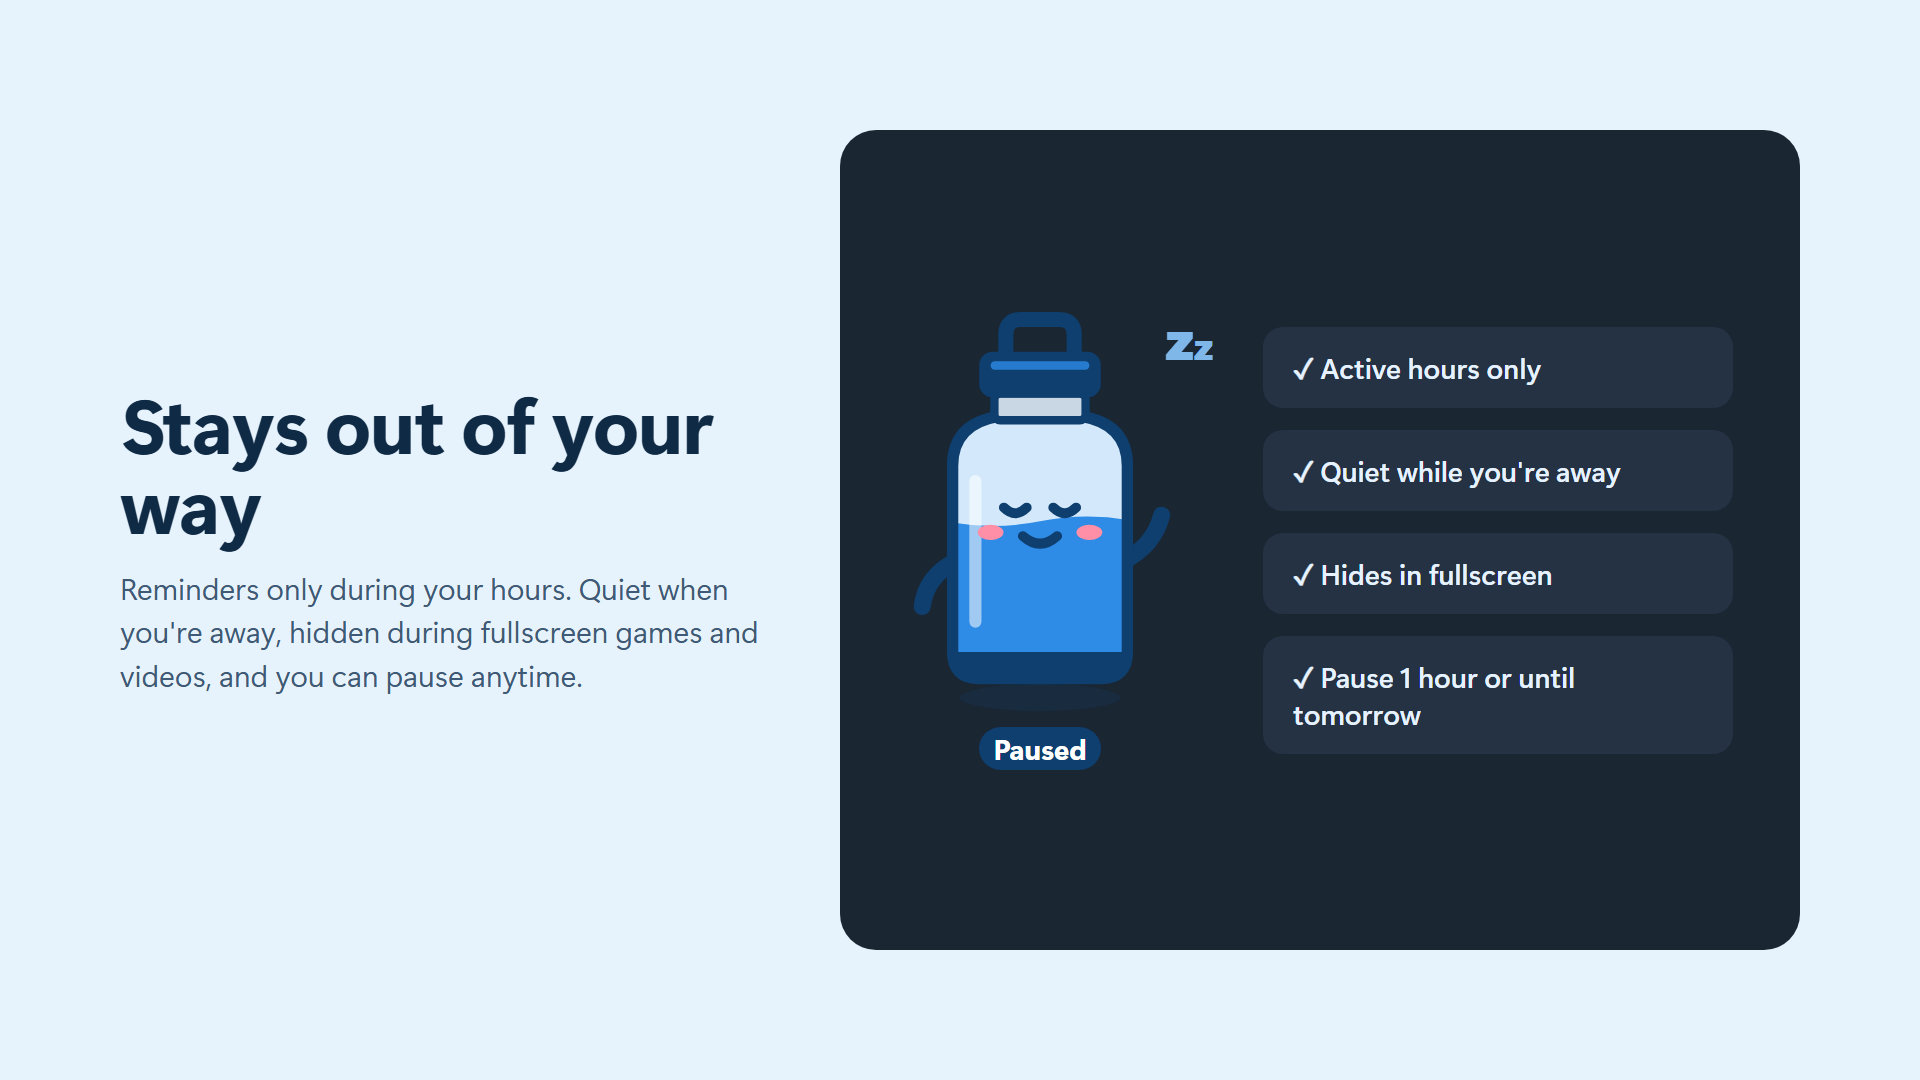 Stays out of your
way
Reminders only during your hours. Quiet when
you're away, hidden during fullscreen games and
videos, and you can pause anytime.
Zz
Paused
✓ Active hours only
✓ Quiet while you're away
✓ Hides in fullscreen
✓ Pause 1 hour or until
tomorrow